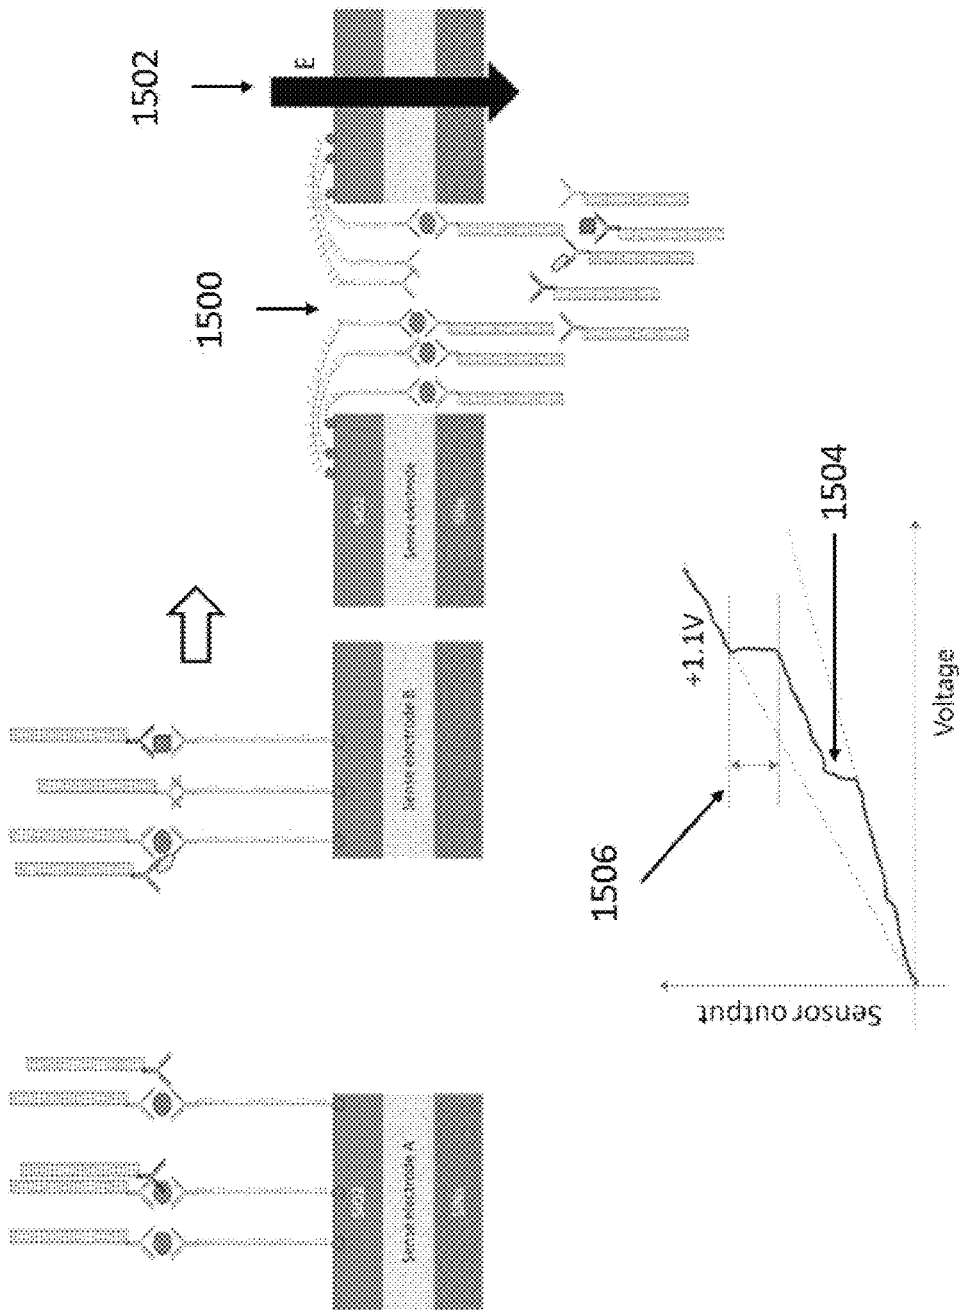 1502
E
1500
Sense electrode A
Sense electrode B
Sense electrode
1506
+1.1V
1504
Sensor output
Voltage